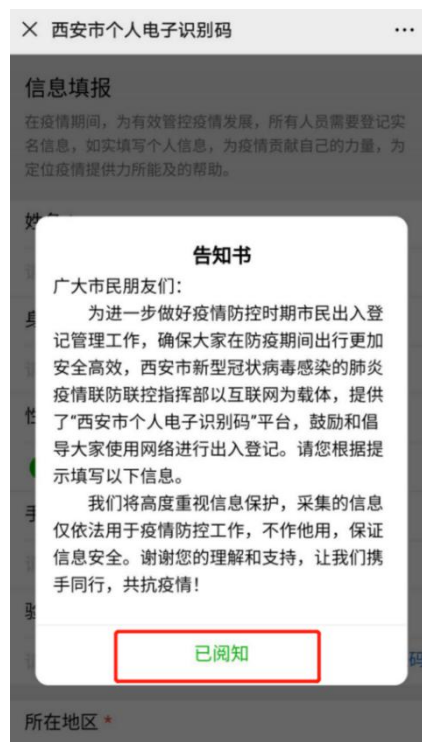 西安市个人电子识别码
信息填报
在疫情期间，为有效管控疫情发展，所有人员需要登记实
名信息，如实填写个人信息，为疫情贡献自己的力量，为
定位疫情提供力所能及的帮助。
告知书
广大市民朋友们：
为进一步做好疫情防控时期市民出入登
记管理工作，确保大家在防疫期间出行更加
安全高效，西安市新型冠状病毒感染的肺炎
疫情联防联控指挥部以互联网为载体，提供
了“西安市个人电子识别码”平台，鼓励和倡
导大家使用网络进行出入登记。请您根据提
示填写以下信息。
我们将高度重视信息保护，采集的信息
仅依法用于疫情防控工作，不作他用，保证
信息安全。谢谢您的理解和支持，让我们携
手同行，共抗疫情！
已阅知
码
所在地区 *